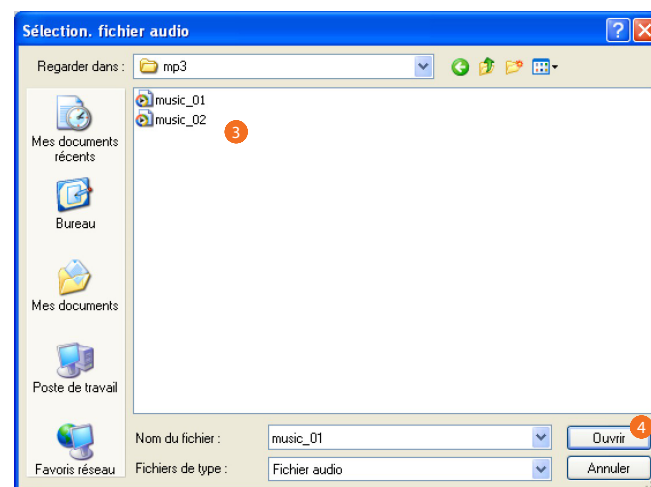 Sélection. fichier audio
Regarder dans :
mp3
music_01
music_02
3
Mes documents
récents
Bureau
Mes documents
Poste de travail
Favoris réseau
Nom du fichier :
music_01
Ouvrir
4
Fichiers de type :
Fichier audio
Annuler